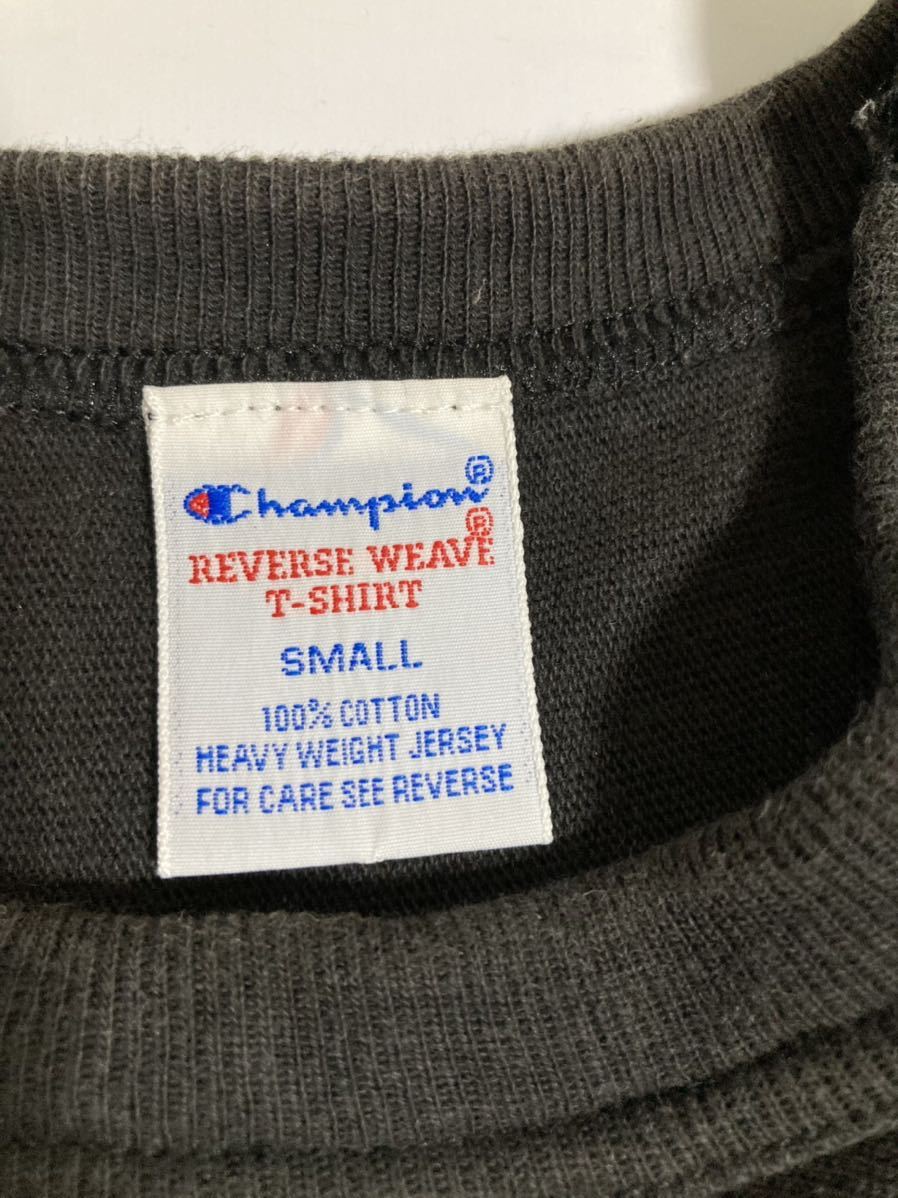 Champion®
REVERSE WEAVE®
T-SHIRT
SMALL
100% COTTON
HEAVY WEIGHT JERSEY
FOR CARE SEE REVERSE